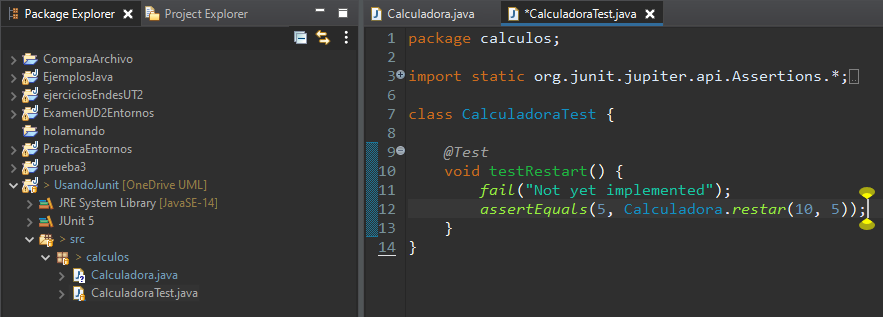 Package Explorer
Project Explorer
ComparaArchivo
EjemplosJava
ejerciciosEndesUT2
ExamenUD2Entornos
holamundo
PracticaEntornos
prueba3
> UsandoJunit [OneDrive UML]
JRE System Library [JavaSE-14]
JUnit 5
> src
> calculos
Calculadora.java
CalculadoraTest.java
Calculadora.java
*CalculadoraTest.java
1 package calculos;
2
3 import static org.junit.jupiter.api.Assertions.*;
6
7 class CalculadoraTest {
8
9 @Test
10 void testRestart() {
11 fail("Not yet implemented");
12 assertEquals(5, Calculadora.restar(10, 5));
13 }
14 }